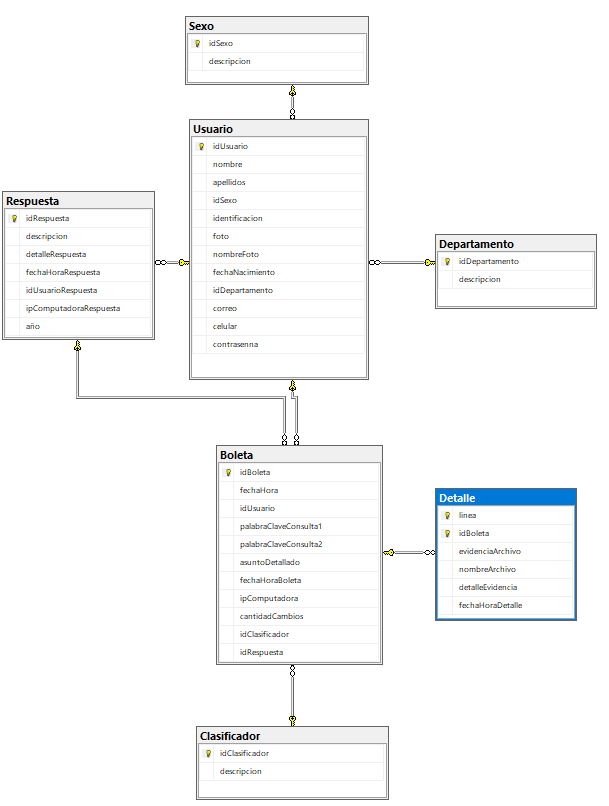 Sexo
idSexo
descripcion
Usuario
idUsuario
nombre
apellidos
idSexo
identificacion
foto
nombreFoto
fechaNacimiento
idDepartamento
correo
celular
contrasenna
Respuesta
idRespuesta
descripcion
detalleRespuesta
fechaHoraRespuesta
idUsuarioRespuesta
ipComputadoraRespuesta
año
Departamento
idDepartamento
descripcion
Boleta
idBoleta
fechaHora
idUsuario
palabraClaveConsulta1
palabraClaveConsulta2
asuntoDetallado
fechaHoraBoleta
ipComputadora
cantidadCambios
idClasificador
idRespuesta
Detalle
linea
idBoleta
evidenciaArchivo
nombreArchivo
detalleEvidencia
fechaHoraDetalle
Clasificador
idClasificador
descripcion